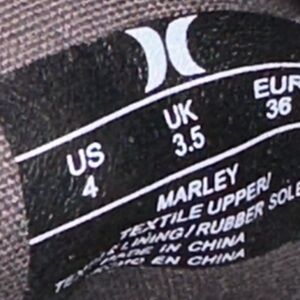 US UK EUR
4 3.5 36
MARLEY
TEXTILE UPPER/
LINING/RUBBER SOLE
MADE IN CHINA
EN CHINA